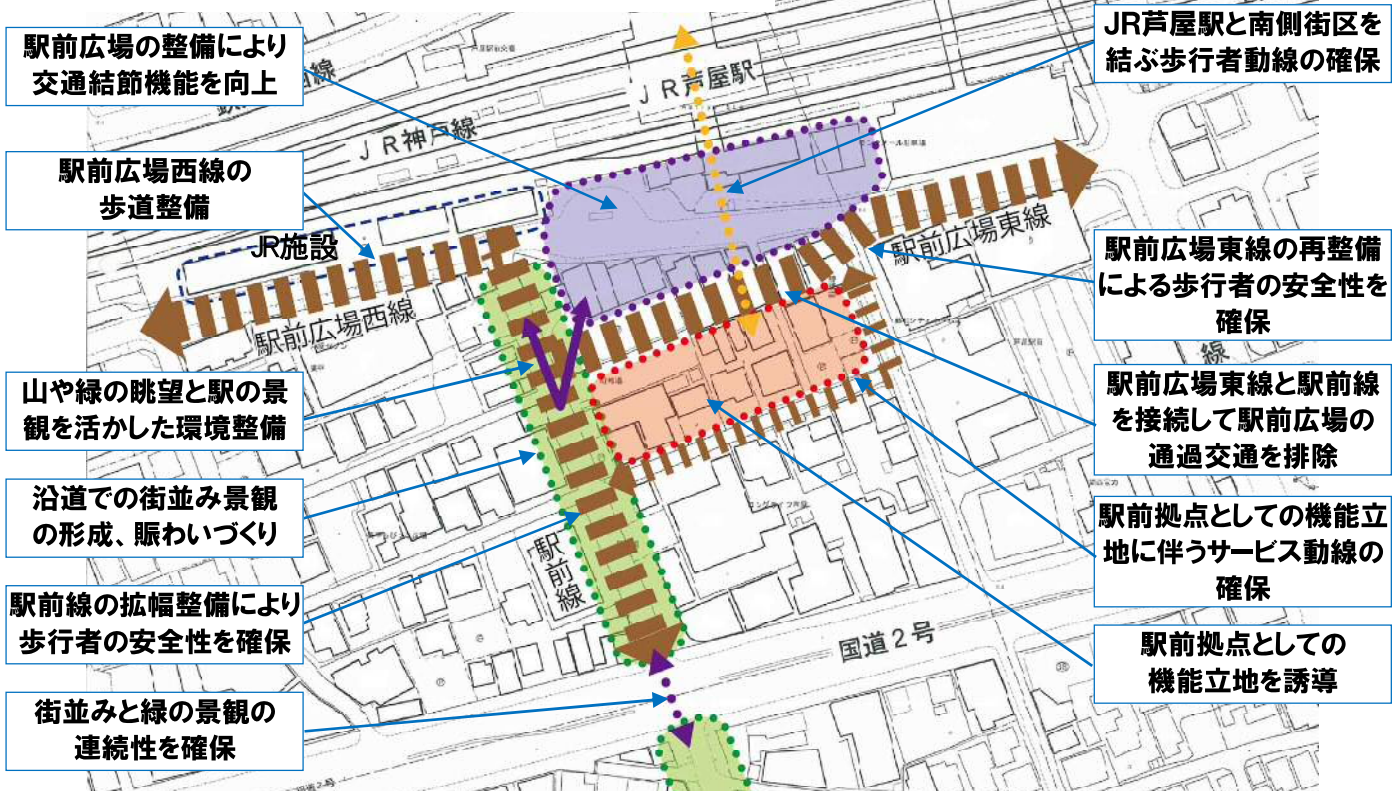 駅前広場の整備により
交通結節機能を向上
駅前広場西線の
歩道整備
山や緑の眺望と駅の景
観を活かした環境整備
沿道での街並み景観
の形成、賑わいづくり
駅前線の拡幅整備により
歩行者の安全性を確保
街並みと緑の景観の
連続性を確保
JR芦屋駅
JR神戸線
JR施設
駅前広場西線
駅前広場東線
駅前線
国道2号
JR芦屋駅と南側街区を
結ぶ歩行者動線の確保
駅前広場東線の再整備
による歩行者の安全性を
確保
駅前広場東線と駅前線
を接続して駅前広場の
通過交通を排除
駅前拠点としての機能立
地に伴うサービス動線の
確保
駅前拠点としての
機能立地を誘導
線